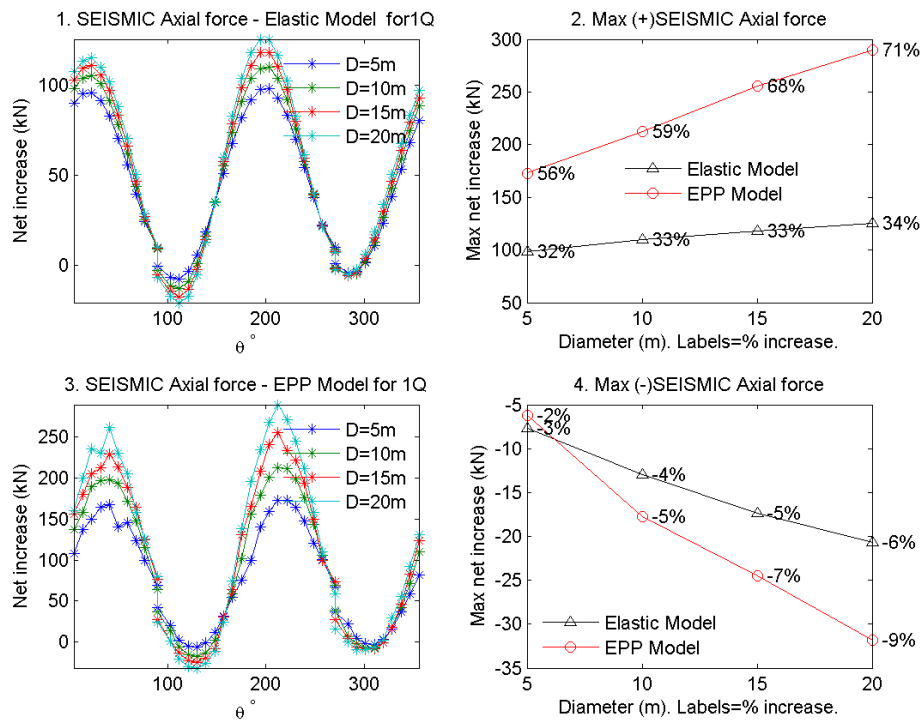 1. SEISMIC Axial force - Elastic Model for1Q
Net increase (kN)
100
50
0
100
200
300
θ °
D=5m
D=10m
D=15m
D=20m
2. Max (+)SEISMIC Axial force
Max net increase (kN)
300
250
200
150
100
50
5
10
15
20
Diameter (m). Labels=% increase.
56%
59%
68%
71%
32%
33%
33%
34%
Elastic Model
EPP Model
3. SEISMIC Axial force - EPP Model for 1Q
Net increase (kN)
250
200
150
100
50
0
100
200
300
θ °
D=5m
D=10m
D=15m
D=20m
4. Max (-)SEISMIC Axial force
Max net increase (kN)
-5
-10
-15
-20
-25
-30
-35
5
10
15
20
Diameter (m). Labels=% increase.
-2%
-3%
-4%
-5%
-5%
-6%
-7%
-9%
Elastic Model
EPP Model